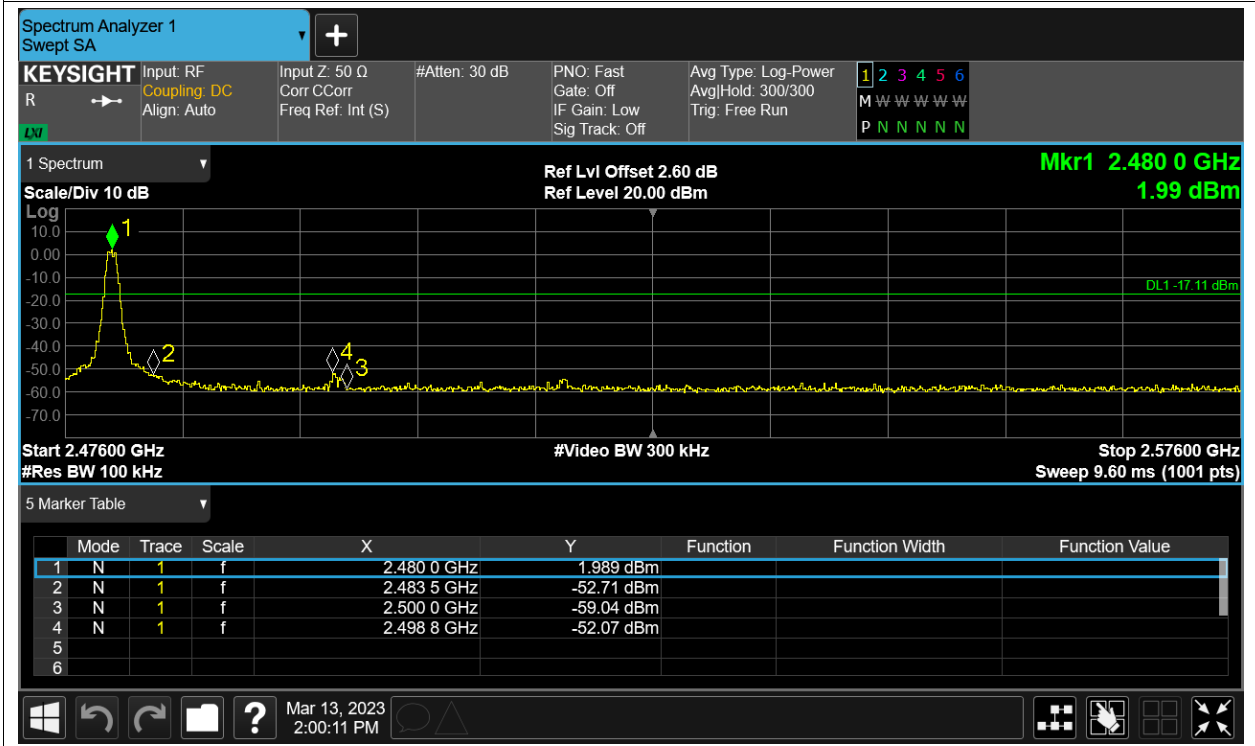 Spectrum Analyzer 1
Swept SA
+
KEYSIGHT
R
LXI
Input: RF
Coupling: DC
Align: Auto
Input Z: 50 Ω
Corr CCorr
Freq Ref: Int (S)
#Atten: 30 dB
PNO: Fast
Gate: Off
IF Gain: Low
Sig Track: Off
Avg Type: Log-Power
Avg|Hold: 300/300
Trig: Free Run
1 2 3 4 5 6
M W W W W W
P N N N N N
1 Spectrum
Scale/Div 10 dB
Ref Lvl Offset 2.60 dB
Ref Level 20.00 dBm
Mkr1 2.480 0 GHz
1.99 dBm
Log
10.0
0.00
-10.0
-20.0
-30.0
-40.0
-50.0
-60.0
-70.0
1
2
4
3
DL1 -17.11 dBm
Start 2.47600 GHz
#Res BW 100 kHz
#Video BW 300 kHz
Stop 2.57600 GHz
Sweep 9.60 ms (1001 pts)
5 Marker Table
Mode Trace Scale X Y Function Function Width Function Value
1 N 1 f 2.480 0 GHz 1.989 dBm
2 N 1 f 2.483 5 GHz -52.71 dBm
3 N 1 f 2.500 0 GHz -59.04 dBm
4 N 1 f 2.498 8 GHz -52.07 dBm
5
6
?
Mar 13, 2023
2:00:11 PM